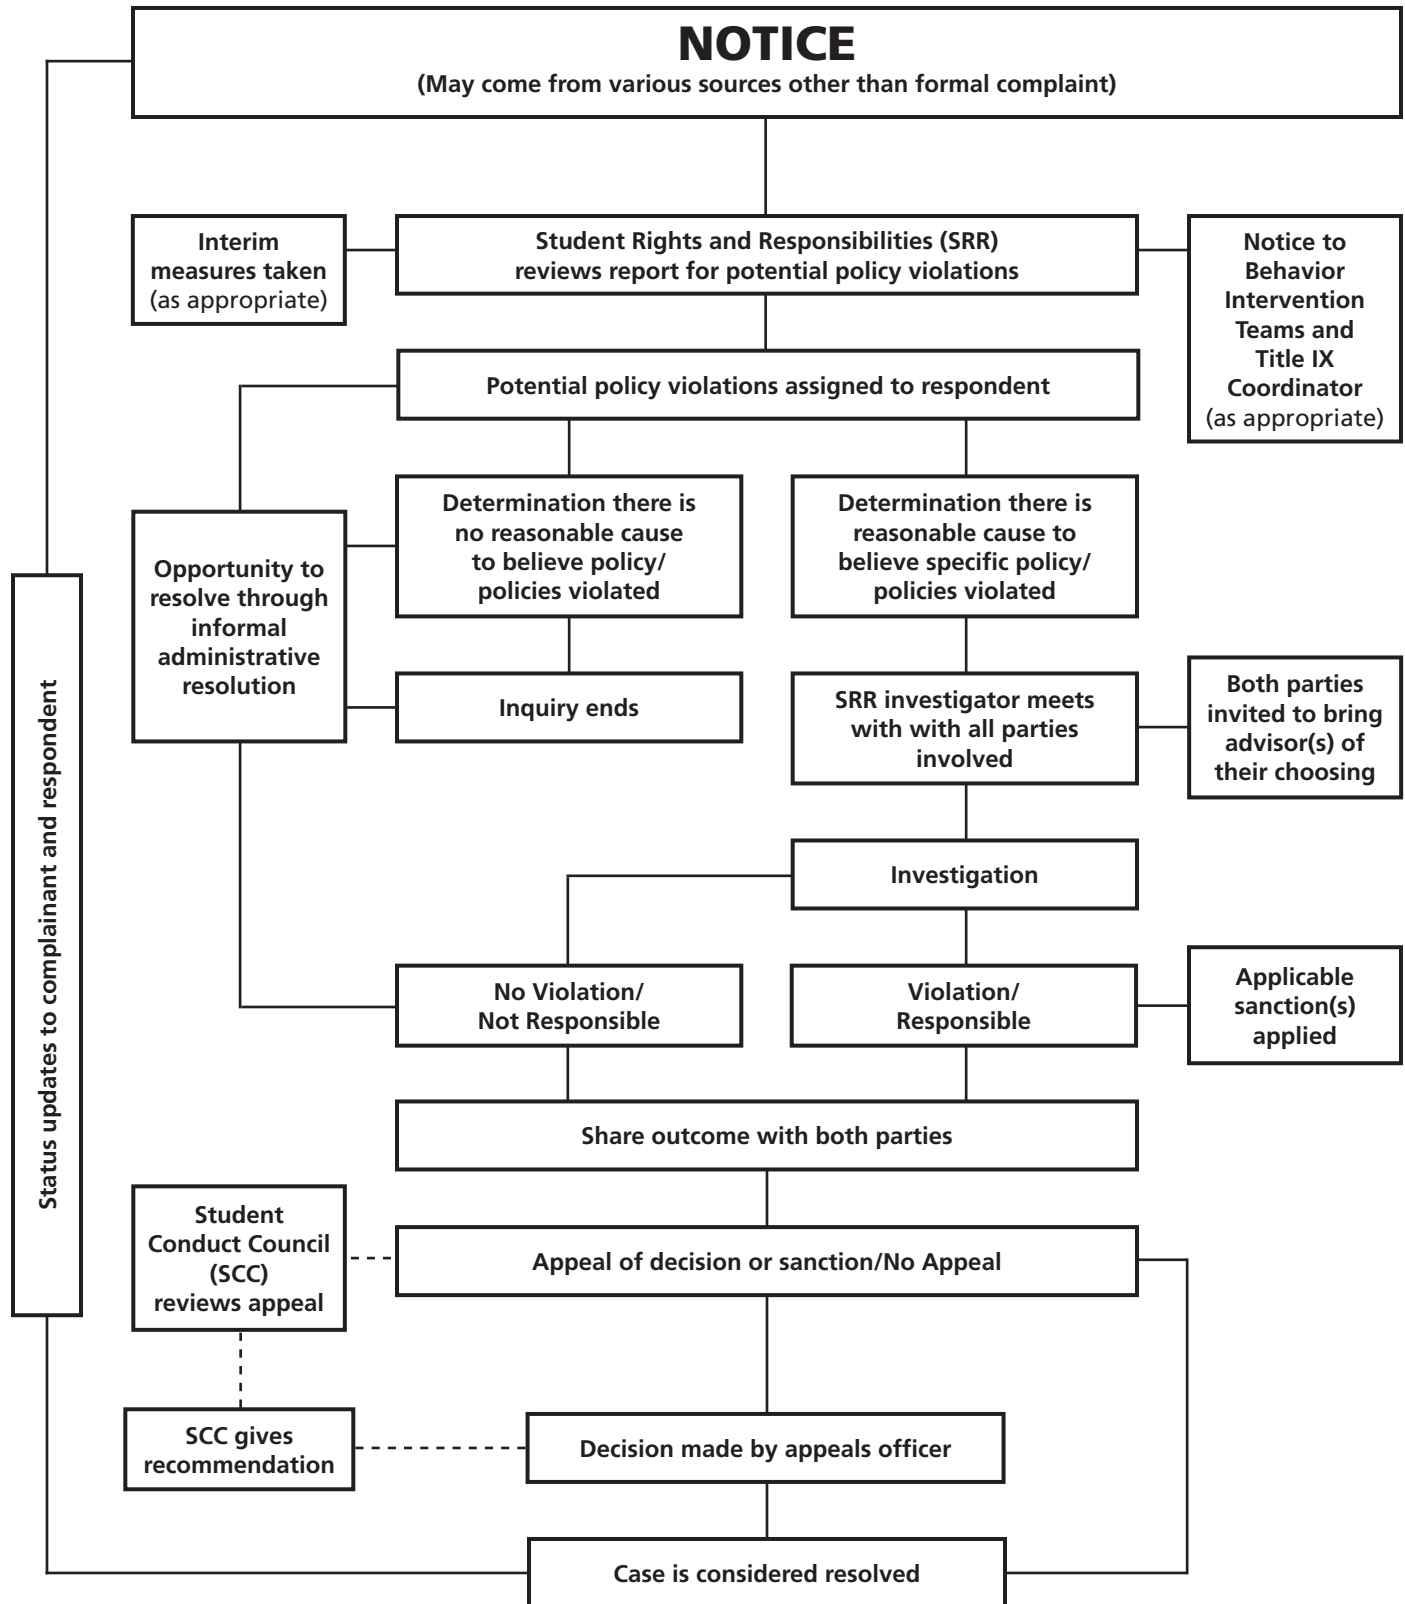 NOTICE
(May come from various sources other than formal complaint)
Interim
measures taken
(as appropriate)
Student Rights and Responsibilities (SRR)
reviews report for potential policy violations
Notice to
Behavior
Intervention
Teams and
Title IX
Coordinator
(as appropriate)
Potential policy violations assigned to respondent
Opportunity to
resolve through
informal
administrative
resolution
Determination there is
no reasonable cause
to believe policy/
policies violated
Determination there is
reasonable cause to
believe specific policy/
policies violated
Inquiry ends
SRR investigator meets
with with all parties
involved
Both parties
invited to bring
advisor(s) of
their choosing
Investigation
No Violation/
Not Responsible
Violation/
Responsible
Applicable
sanction(s)
applied
Share outcome with both parties
Status updates to complainant and respondent
Student
Conduct Council
(SCC)
reviews appeal
Appeal of decision or sanction/No Appeal
SCC gives
recommendation
Decision made by appeals officer
Case is considered resolved